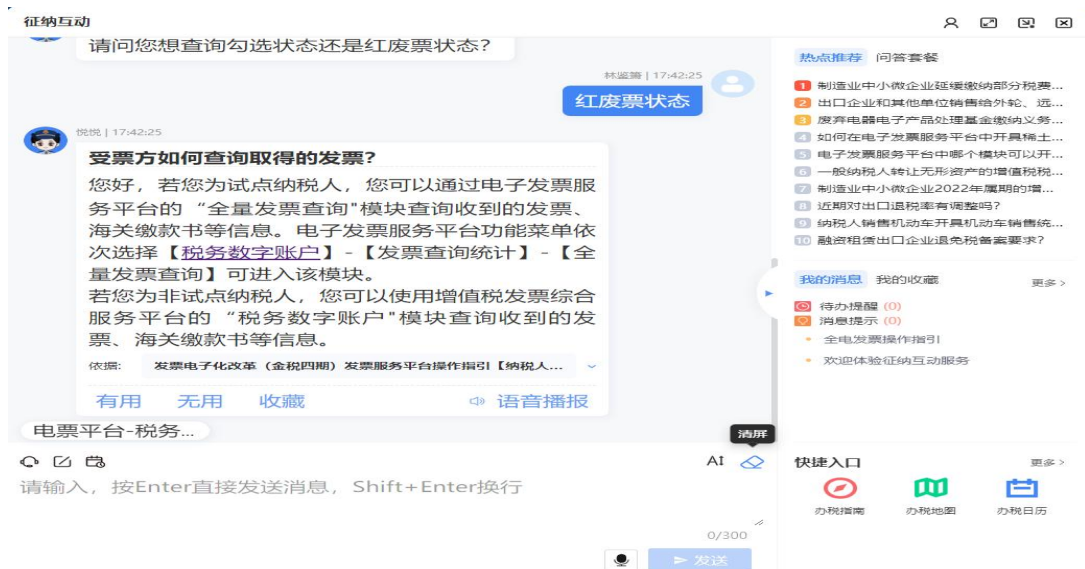 征纳互动
请问您想查询勾选状态还是红废票状态?
林鉴籓 | 17:42:25
红废票状态
悦悦 | 17:42:25
受票方如何查询取得的发票?
您好，若您为试点纳税人，您可以通过电子发票服
务平台的“全量发票查询"模块查询收到的发票、
海关缴款书等信息。电子发票服务平台功能菜单依
次选择【税务数字账户】-【发票查询统计】-【全
量发票查询】可进入该模块。
若您为非试点纳税人，您可以使用增值税发票综合
服务平台的“税务数字账户"模块查询收到的发
票、海关缴款书等信息。
依据: 发票电子化改革（金税四期）发票服务平台操作指引【纳税人...
有用 无用 收藏 语音播报
电票平台-税务...
清屏
AI
请输入，按Enter直接发送消息，Shift+Enter换行
0/300
发送
热点推荐 问答套餐
1 制造业中小微企业延缓缴纳部分税费...
2 出口企业和其他单位销售给外轮、远...
3 废弃电器电子产品处理基金缴纳义务...
4 如何在电子发票服务平台中开具稀土...
5 电子发票服务平台中哪个模块可以开...
6 一般纳税人转让无形资产的增值税税...
7 制造业中小微企业2022年属期的增...
8 近期对出口退税率有调整吗?
9 纳税人销售机动车开具机动车销售统...
10 融资租赁出口企业退免税备案要求?
我的消息 我的收藏 更多>
待办提醒 (0)
消息提示 (0)
全电发票操作指引
欢迎体验征纳互动服务
快捷入口 更多>
办税指南 办税地图 办税日历